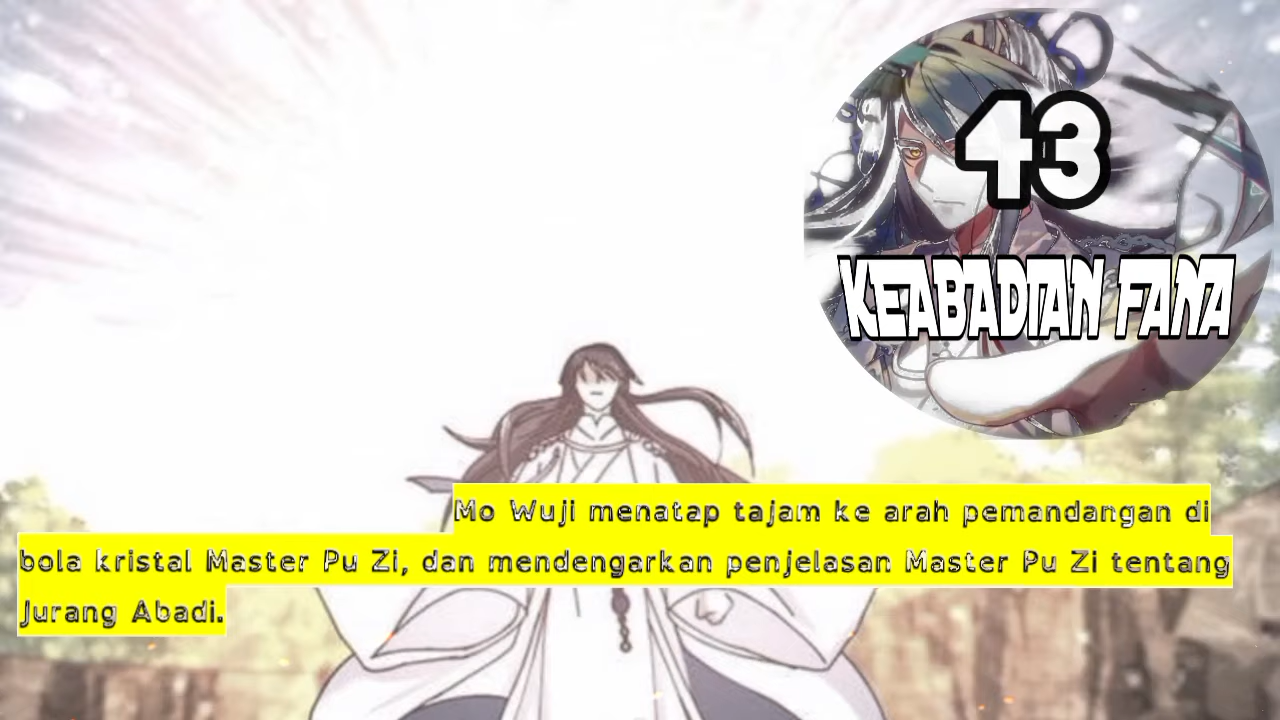 43
KEABADIAN FANA
Mo Wuji menatap tajam ke arah pemandangan di
bola kristal Master Pu Zi, dan mendengarkan penjelasan Master Pu Zi tentang
Jurang Abadi.